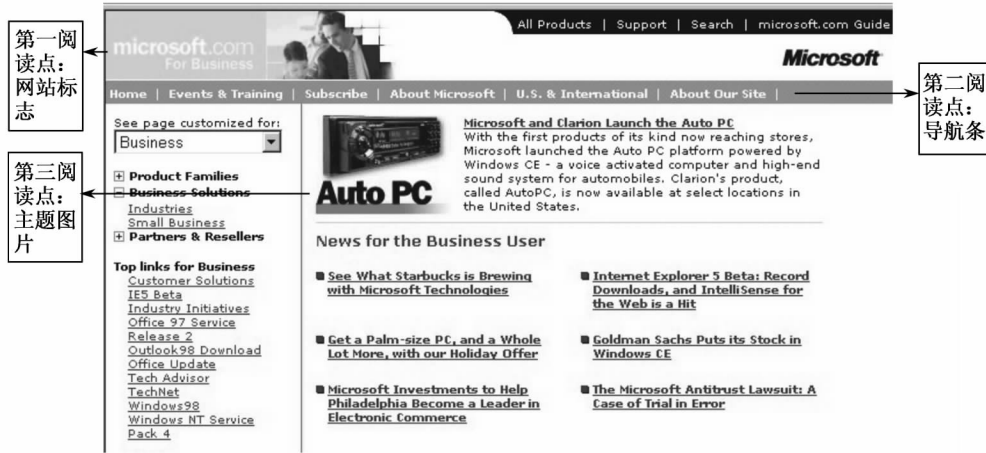 第一阅
读点：
网站标
志
All Products | Support | Search | microsoft.com Guide
microsoft.com
For Business
Microsoft
Home | Events & Training | Subscribe | About Microsoft | U.S. & International | About Our Site |
第二阅
读点：
导航条
See page customized for:
Business
Product Families
Business Solutions
Industries
Small Business
Partners & Resellers
第三阅
读点：
主题图
片
Top links for Business
Customer Solutions
IE5 Beta
Industry Initiatives
Office 97 Service
Release 2
Outlook98 Download
Office Update
Tech Advisor
TechNet
Windows98
Windows NT Service
Pack 4
Auto PC
Microsoft and Clarion Launch the Auto PC
With the first products of its kind now reaching stores,
Microsoft launched the Auto PC platform powered by
Windows CE - a voice activated computer and high-end
sound system for automobiles. Clarion's product,
called AutoPC, is now available at select locations in
the United States.
News for the Business User
See What Starbucks is Brewing
with Microsoft Technologies
Internet Explorer 5 Beta: Record
Downloads, and IntelliSense for
the Web is a Hit
Get a Palm-size PC, and a Whole
Lot More, with our Holiday Offer
Goldman Sachs Puts its Stock in
Windows CE
Microsoft Investments to Help
Philadelphia Become a Leader in
Electronic Commerce
The Microsoft Antitrust Lawsuit: A
Case of Trial in Error